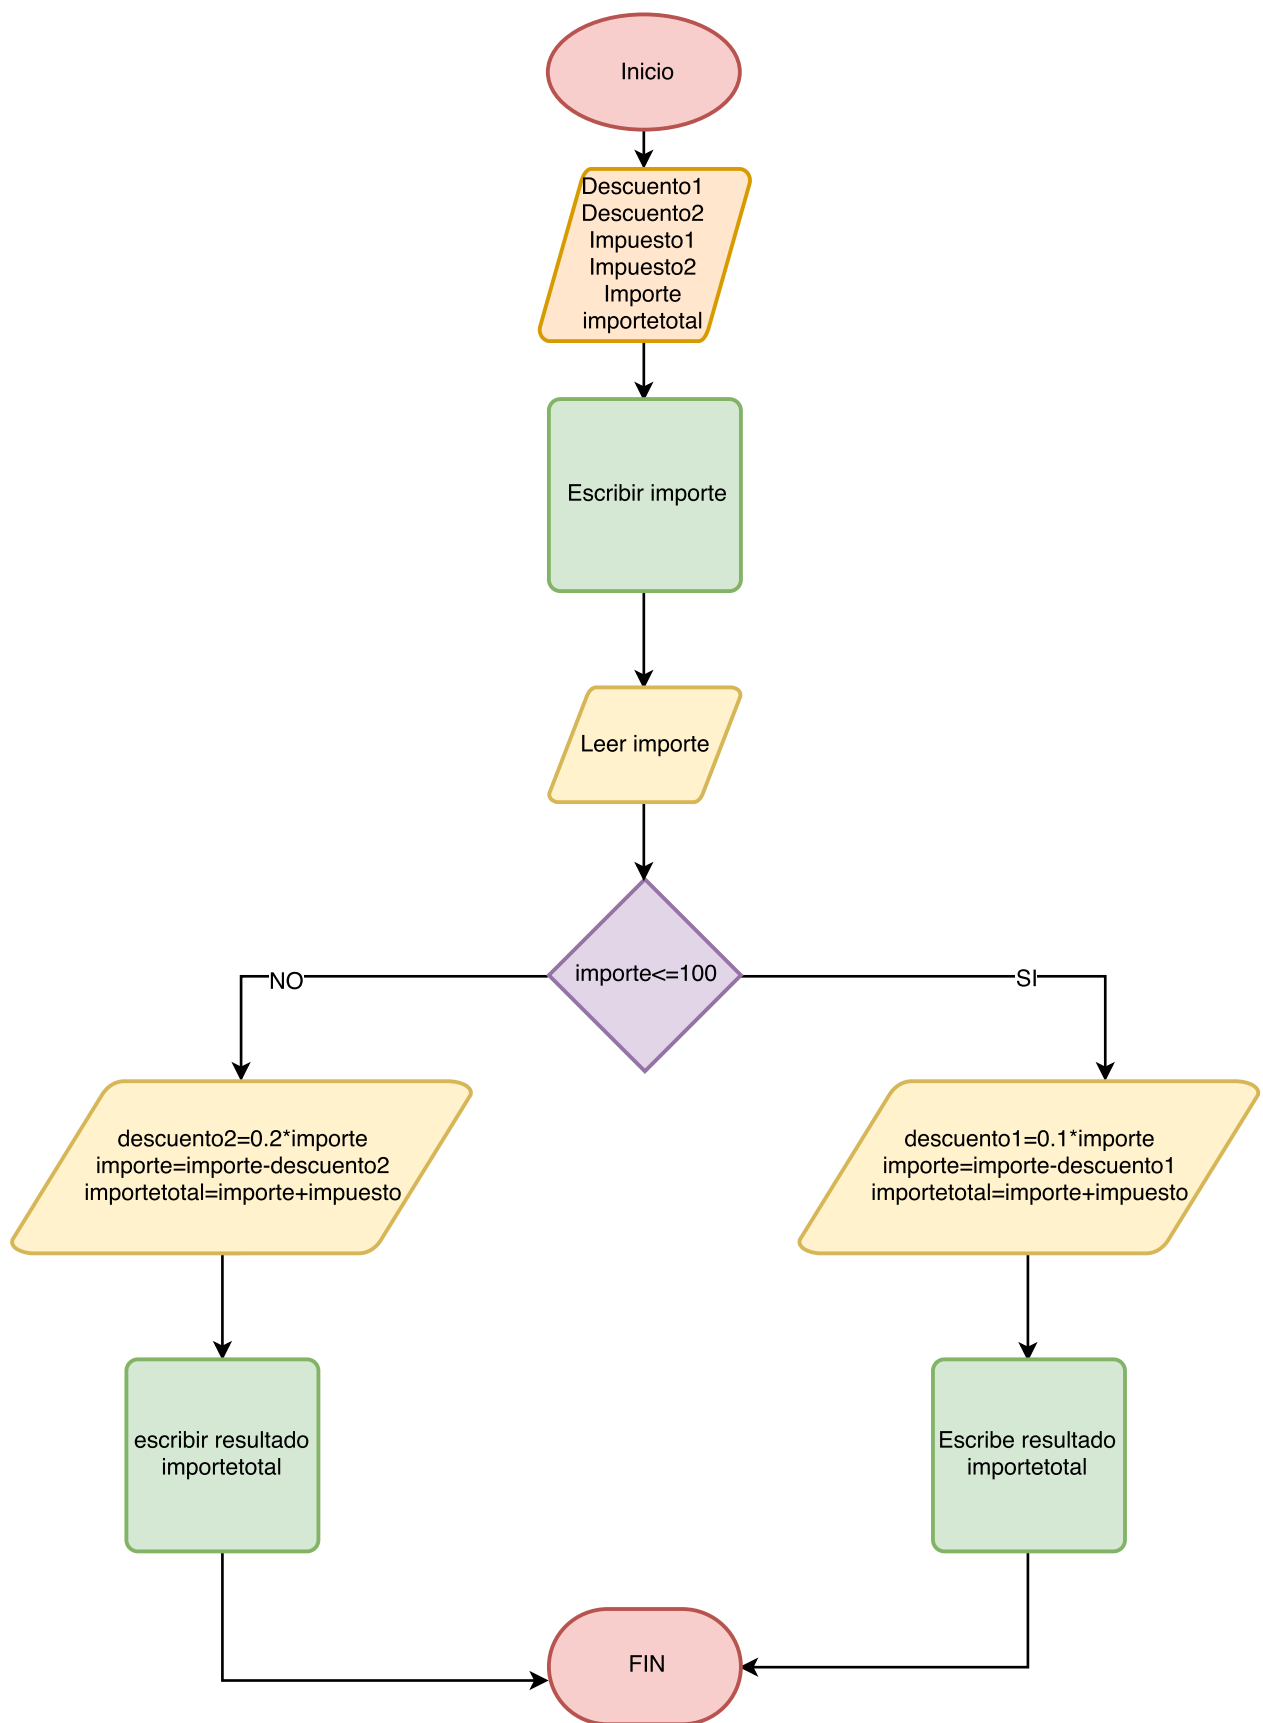 Inicio
Descuento1
Descuento2
Impuesto1
Impuesto2
Importe
importetotal
Escribir importe
Leer importe
importe<=100
NO
SI
descuento2=0.2*importe
importe=importe-descuento2
importetotal=importe+impuesto
descuento1=0.1*importe
importe=importe-descuento1
importetotal=importe+impuesto
escribir resultado
importetotal
Escribe resultado
importetotal
FIN